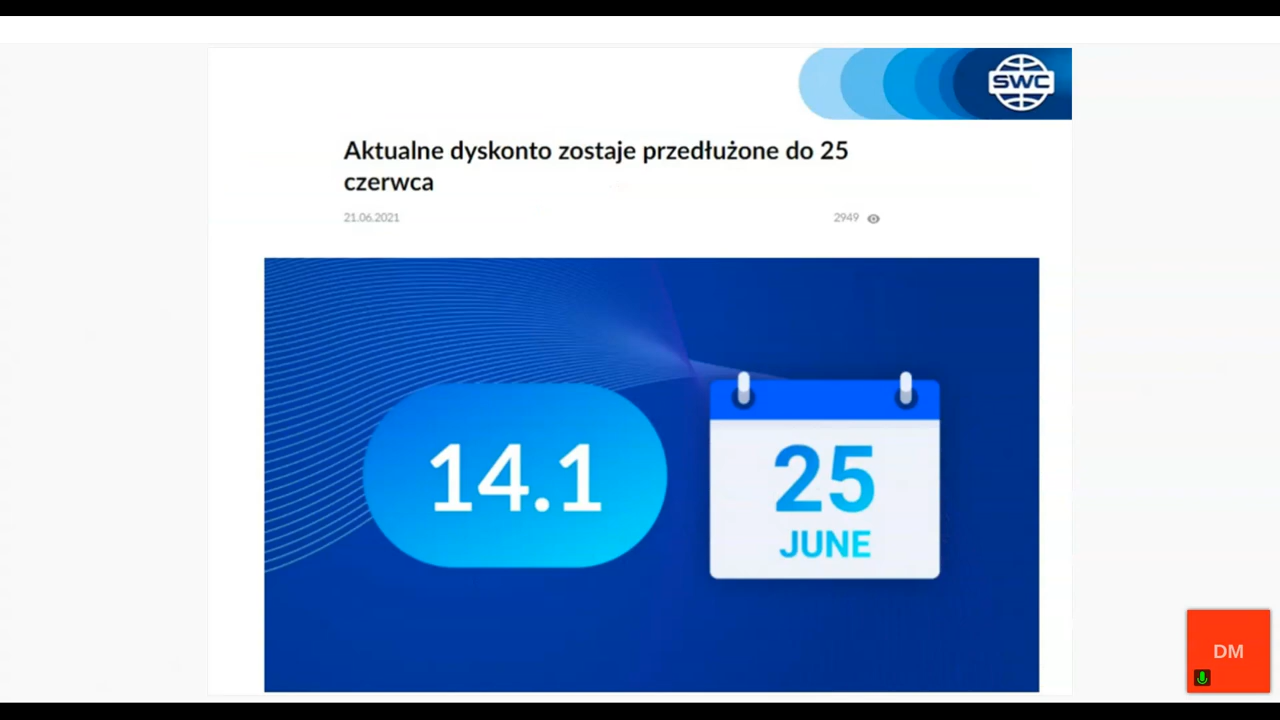 SWC
Aktualne dyskonto zostaje przedłużone do 25
czerwca
21.06.2021
2949
14.1
25
JUNE
DM